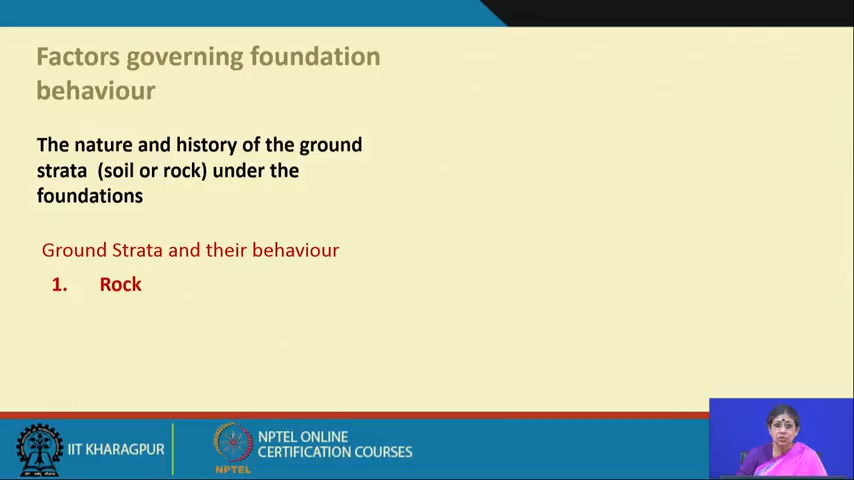 Factors governing foundation
behaviour
The nature and history of the ground
strata (soil or rock) under the
foundations
Ground Strata and their behaviour
1. Rock
IIT KHARAGPUR
NPTEL
NPTEL ONLINE
CERTIFICATION COURSES